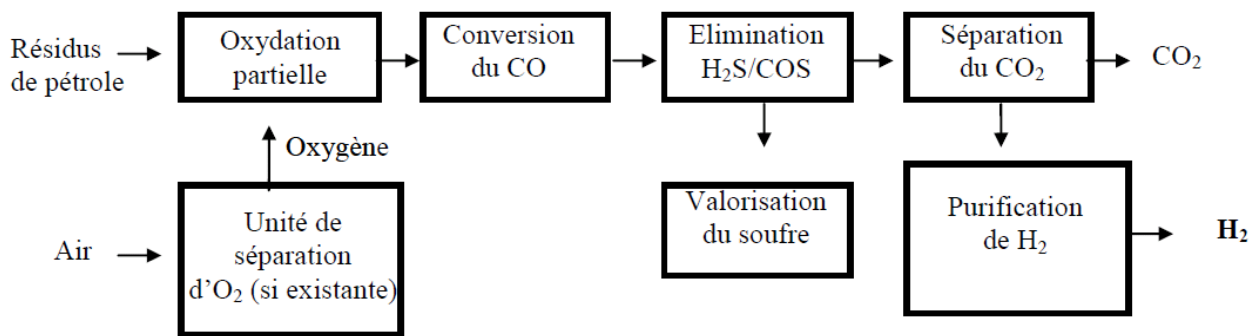 Résidus
de pétrole
Oxydation
partielle
Conversion
du CO
Elimination
H₂S/COS
Séparation
du CO₂
CO₂
Oxygène
Air
Unité de
séparation
d'O₂ (si existante)
Valorisation
du soufre
Purification
de H₂
H₂